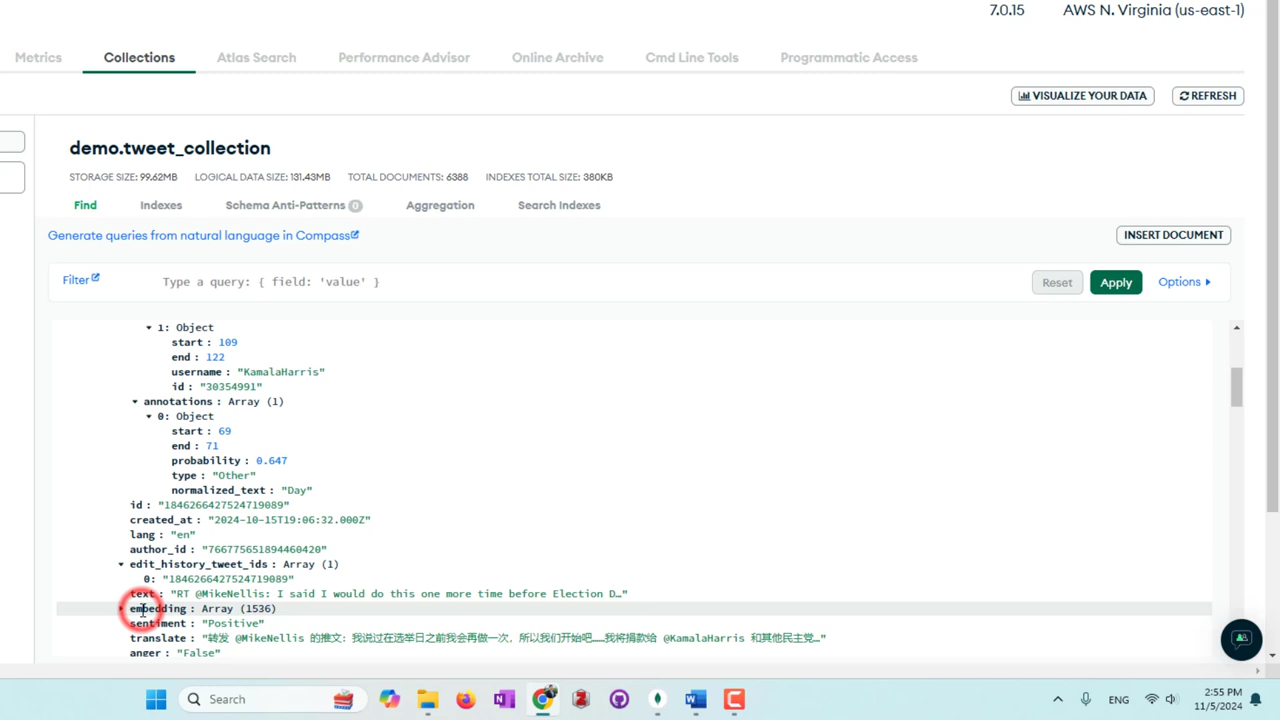 7.0.15 AWS N. Virginia (us-east-1)
Metrics Collections Atlas Search Performance Advisor Online Archive Cmd Line Tools Programmatic Access
VISUALIZE YOUR DATA REFRESH
demo.tweet_collection
STORAGE SIZE: 99.62MB LOGICAL DATA SIZE: 131.43MB TOTAL DOCUMENTS: 6388 INDEXES TOTAL SIZE: 380KB
Find Indexes Schema Anti-Patterns 0 Aggregation Search Indexes
Generate queries from natural language in Compass
INSERT DOCUMENT
Filter Type a query: { field: 'value' } Reset Apply Options
1: Object
start : 109
end : 122
username : "KamalaHarris"
id : "30354991"
annotations : Array (1)
0: Object
start : 69
end : 71
probability : 0.647
type : "Other"
normalized_text : "Day"
id : "1846266427524719089"
created_at : "2024-10-15T19:06:32.000Z"
lang : "en"
author_id : "766775651894460420"
edit_history_tweet_ids : Array (1)
0: "1846266427524719089"
text : "RT @MikeNellis: I said I would do this one more time before Election D…"
embedding : Array (1536)
sentiment : "Positive"
translate : "转发 @MikeNellis 的推文：我说过在选举日之前我会再做一次，所以我们开始吧……我将捐款给 @KamalaHarris 和其他民主党…"
anger : "False"
Search ENG 2:55 PM
11/5/2024